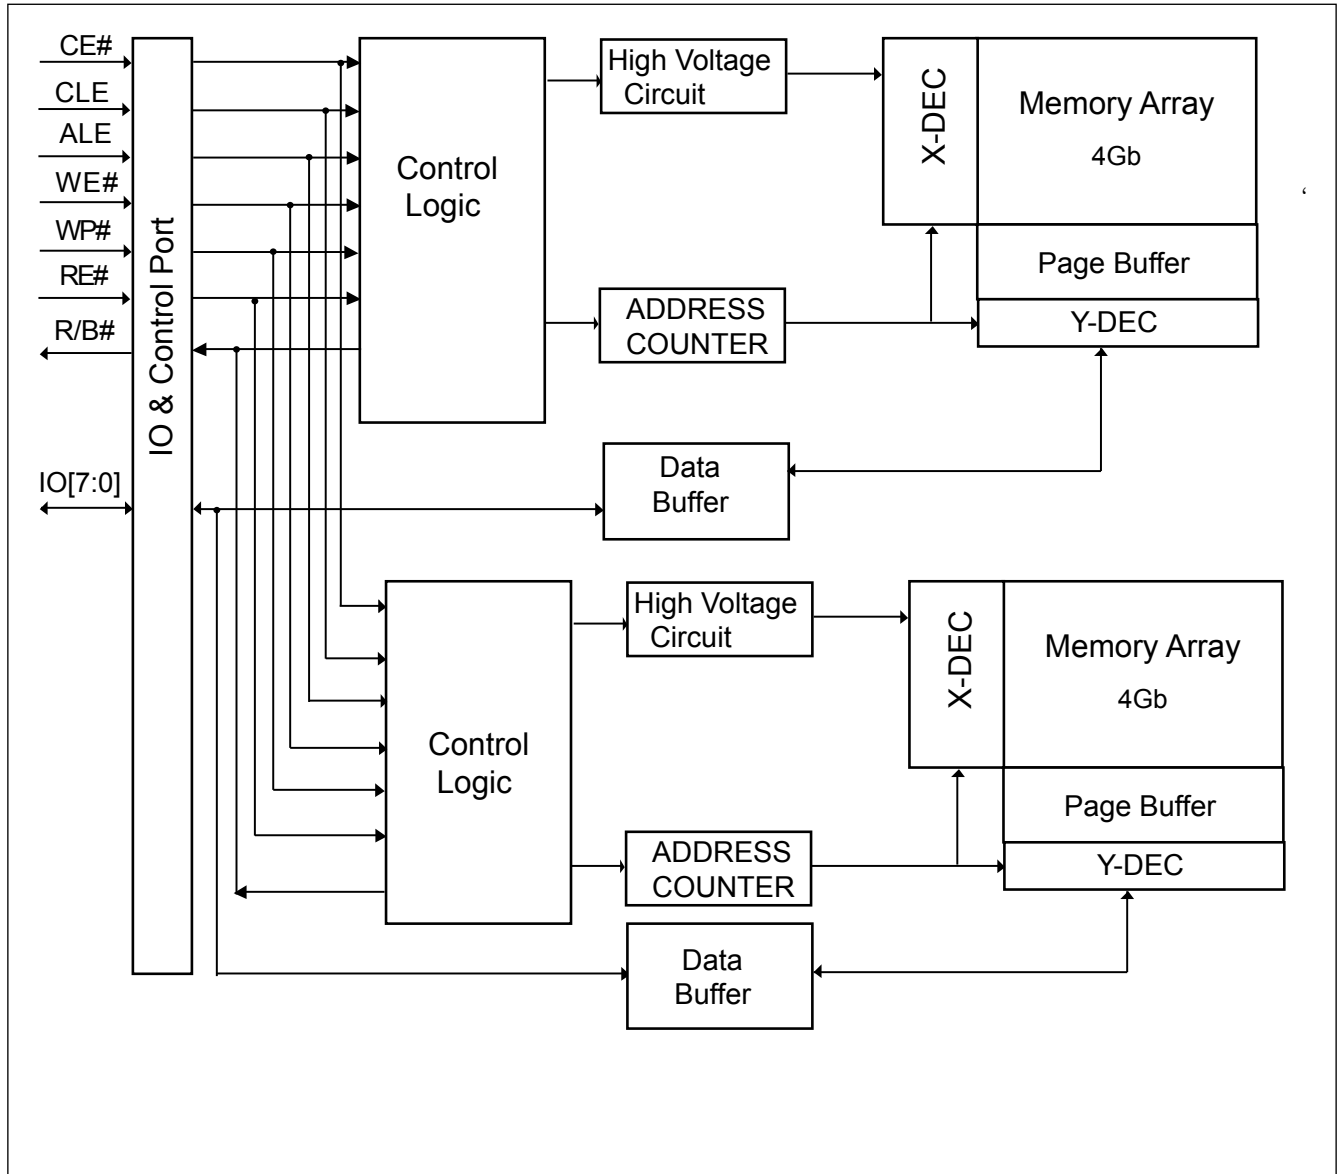 CE#
CLE
ALE
WE#
WP#
RE#
R/B#
IO[7:0]
IO & Control Port
Control
Logic
High Voltage
Circuit
X-DEC
Memory Array
4Gb
Page Buffer
Y-DEC
ADDRESS
COUNTER
Data
Buffer
‘
Control
Logic
High Voltage
Circuit
X-DEC
Memory Array
4Gb
Page Buffer
Y-DEC
ADDRESS
COUNTER
Data
Buffer